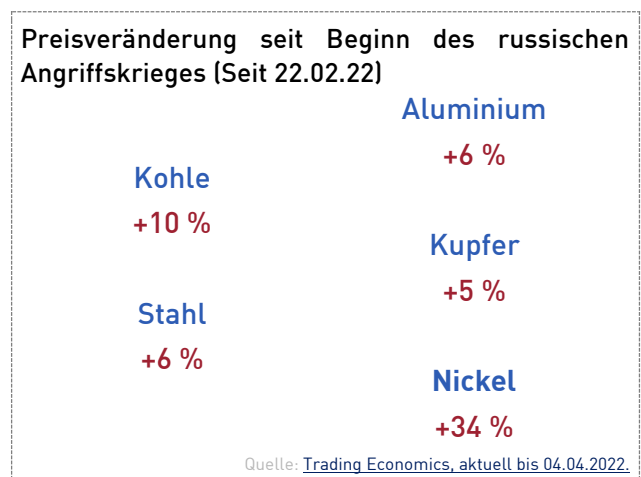 Preisveränderung seit Beginn des russischen
Angriffskrieges (Seit 22.02.22)
Aluminium
+6 %
Kohle
+10 %
Kupfer
+5 %
Stahl
+6 %
Nickel
+34 %
Quelle: Trading Economics, aktuell bis 04.04.2022.